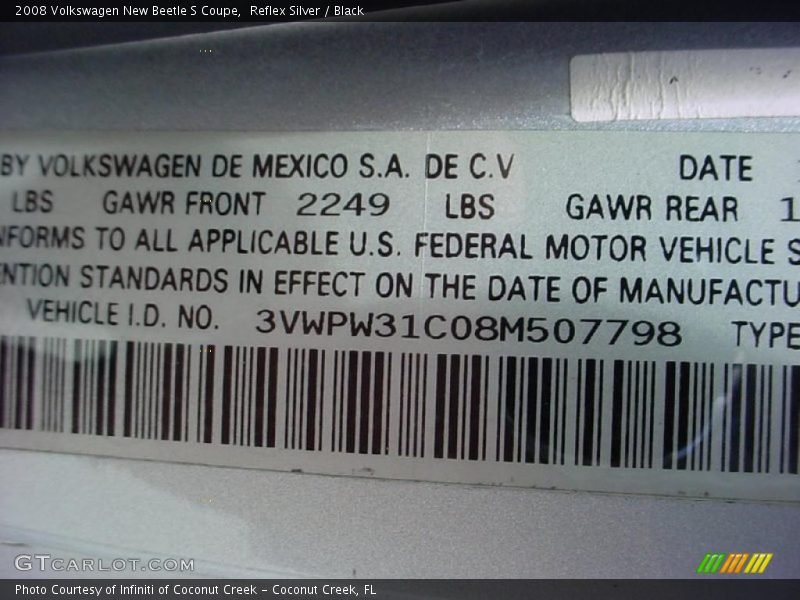 2008 Volkswagen New Beetle S Coupe, Reflex Silver / Black
BY VOLKSWAGEN DE MEXICO S.A. DE C.V DATE
LBS GAWR FRONT 2249 LBS GAWR REAR 1
NFORMS TO ALL APPLICABLE U.S. FEDERAL MOTOR VEHICLE S
ENTION STANDARDS IN EFFECT ON THE DATE OF MANUFACTU
VEHICLE I.D. NO. 3VWPW31C08M507798 TYPE
GTCARLOT.COM
Photo Courtesy of Infiniti of Coconut Creek – Coconut Creek, FL